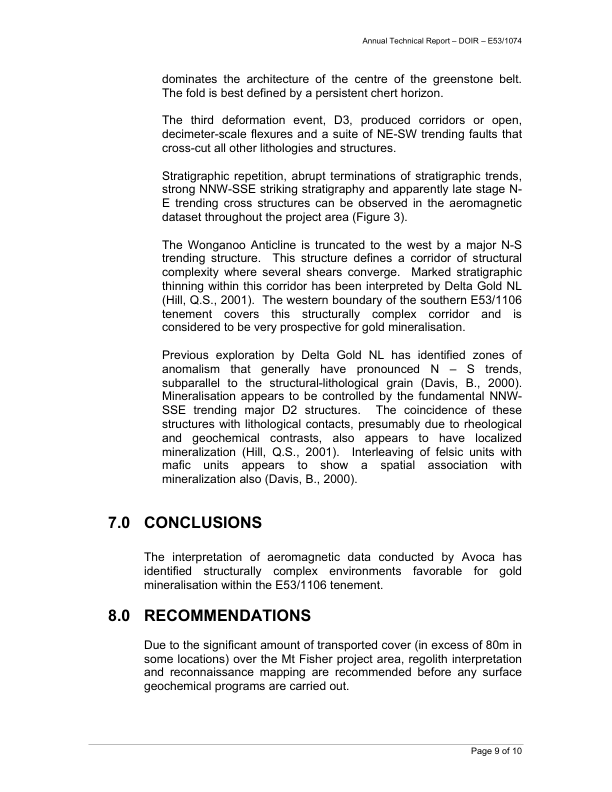 Annual Technical Report – DOIR – E53/1074
dominates the architecture of the centre of the greenstone belt.
The fold is best defined by a persistent chert horizon.
The third deformation event, D3, produced corridors or open,
decimeter-scale flexures and a suite of NE-SW trending faults that
cross-cut all other lithologies and structures.
Stratigraphic repetition, abrupt terminations of stratigraphic trends,
strong NNW-SSE striking stratigraphy and apparently late stage N-
E trending cross structures can be observed in the aeromagnetic
dataset throughout the project area (Figure 3).
The Wonganoo Anticline is truncated to the west by a major N-S
trending structure. This structure defines a corridor of structural
complexity where several shears converge. Marked stratigraphic
thinning within this corridor has been interpreted by Delta Gold NL
(Hill, Q.S., 2001). The western boundary of the southern E53/1106
tenement covers this structurally complex corridor and is
considered to be very prospective for gold mineralisation.
Previous exploration by Delta Gold NL has identified zones of
anomalism that generally have pronounced N – S trends,
subparallel to the structural-lithological grain (Davis, B., 2000).
Mineralisation appears to be controlled by the fundamental NNW-
SSE trending major D2 structures. The coincidence of these
structures with lithological contacts, presumably due to rheological
and geochemical contrasts, also appears to have localized
mineralization (Hill, Q.S., 2001). Interleaving of felsic units with
mafic units appears to show a spatial association with
mineralization also (Davis, B., 2000).
7.0 CONCLUSIONS
The interpretation of aeromagnetic data conducted by Avoca has
identified structurally complex environments favorable for gold
mineralisation within the E53/1106 tenement.
8.0 RECOMMENDATIONS
Due to the significant amount of transported cover (in excess of 80m in
some locations) over the Mt Fisher project area, regolith interpretation
and reconnaissance mapping are recommended before any surface
geochemical programs are carried out.
Page 9 of 10